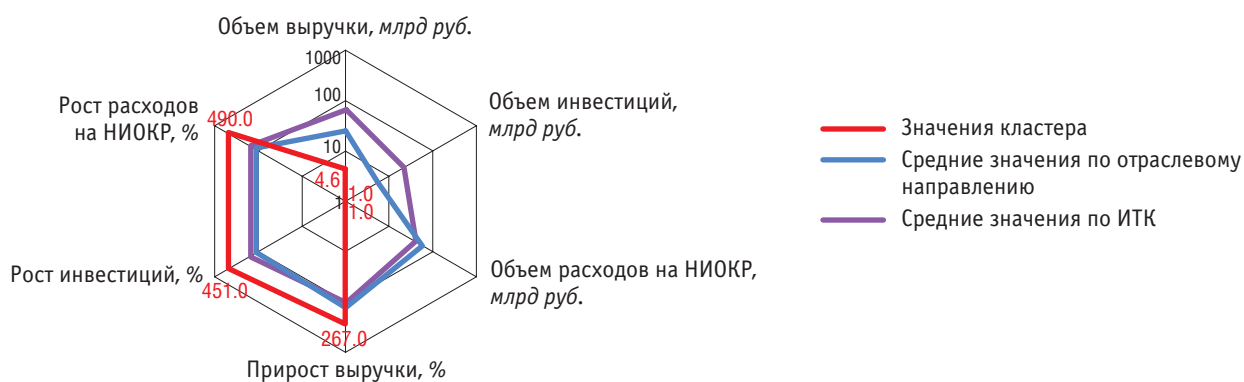 Объем выручки, млрд руб.
1000
100
10
1
Объем инвестиций,
млрд руб.
Объем расходов на НИОКР,
млрд руб.
Прирост выручки, %
Рост инвестиций, %
Рост расходов
на НИОКР, %
490.0
4.6
1.0
1.0
451.0
267.0
Значения кластера
Средние значения по отраслевому
направлению
Средние значения по ИТК